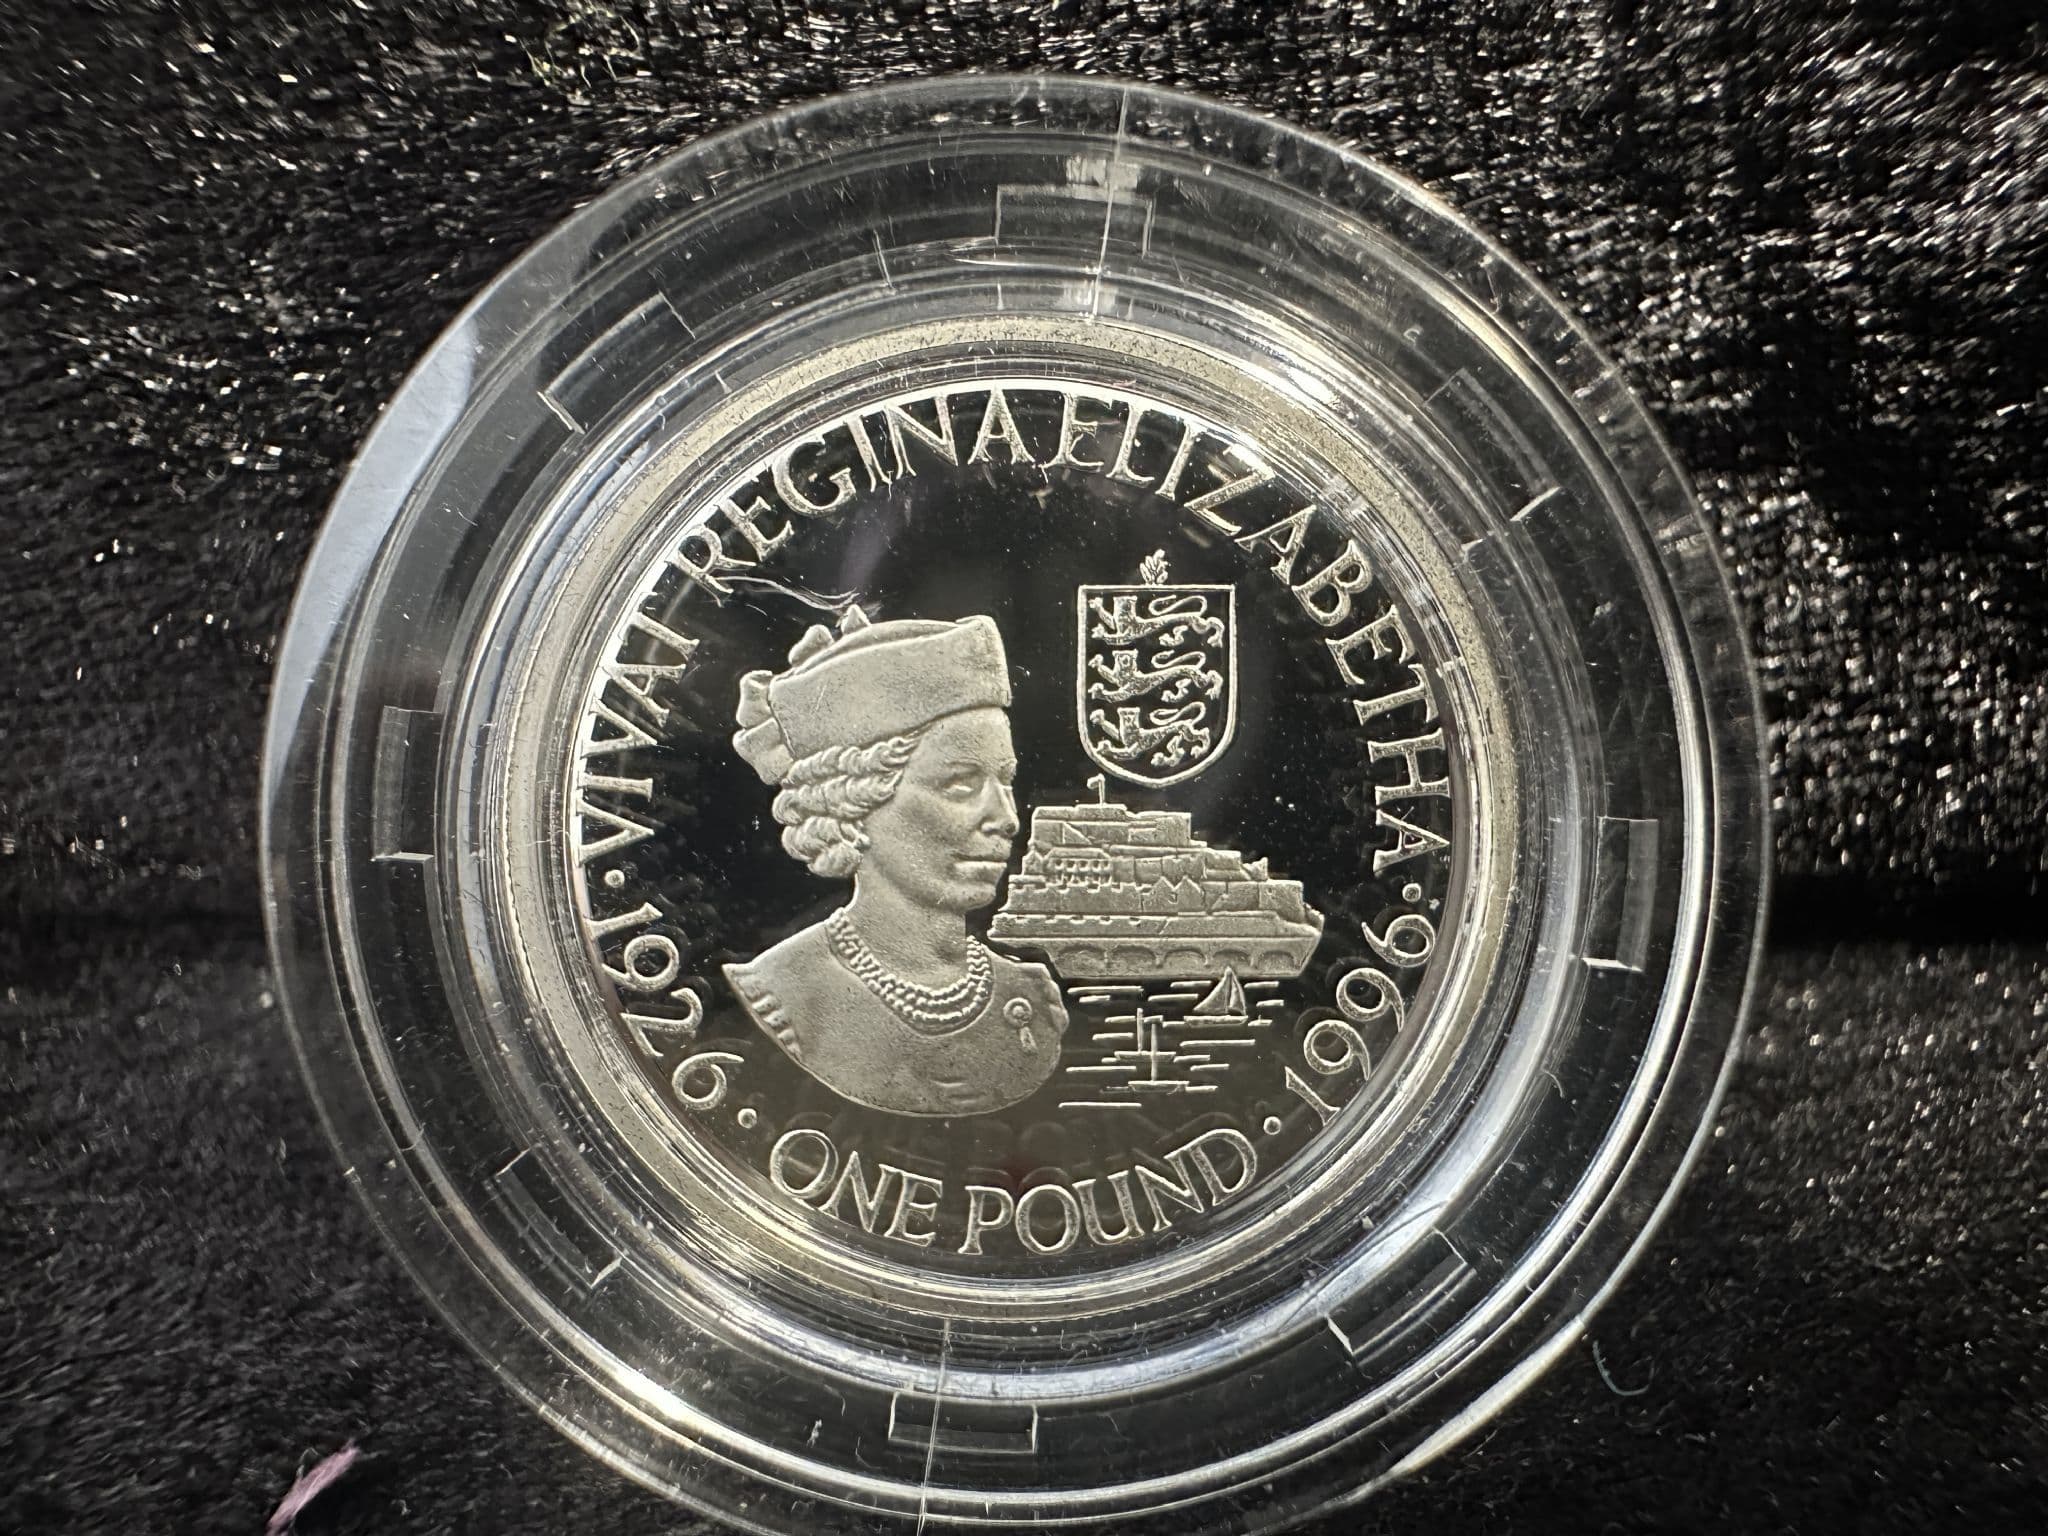 VIVAT REGINA ELIZABETHA
1926 · ONE POUND · 1996